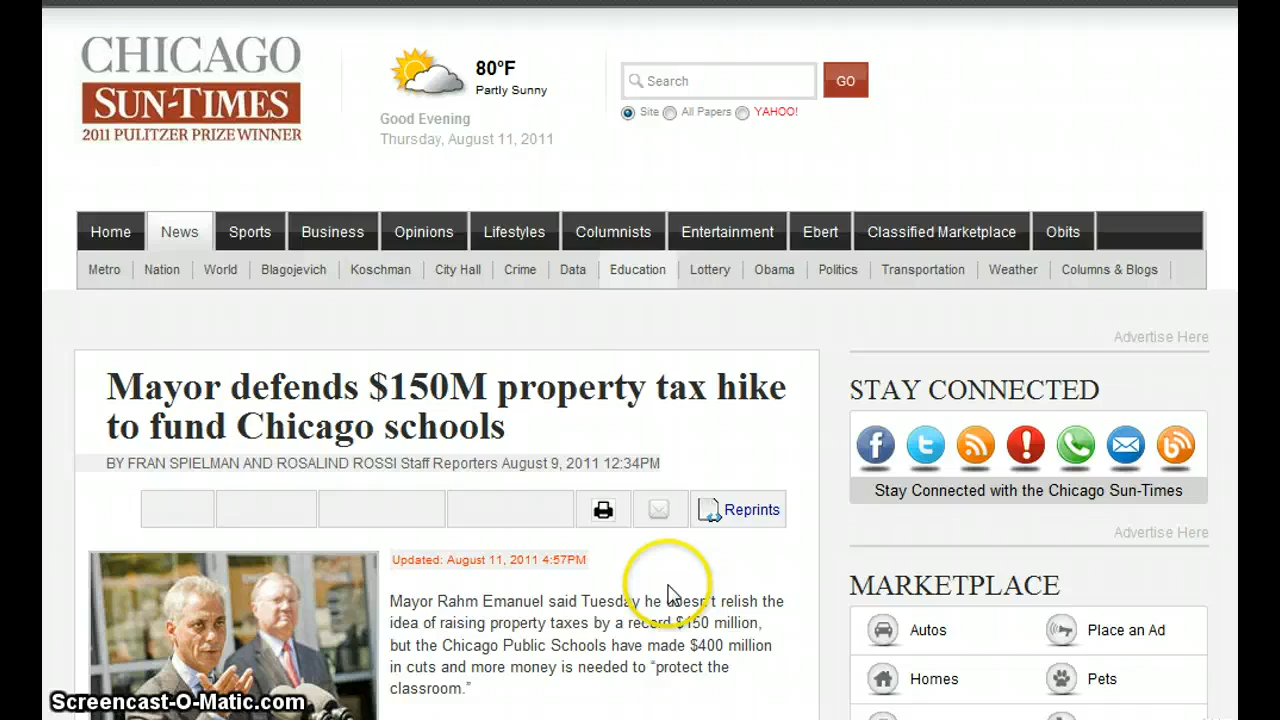 CHICAGO
SUN-TIMES
2011 PULITZER PRIZE WINNER
80°F
Partly Sunny
Good Evening
Thursday, August 11, 2011
Search
GO
Site All Papers YAHOO!
Home News Sports Business Opinions Lifestyles Columnists Entertainment Ebert Classified Marketplace Obits
Metro Nation World Blagojevich Koschman City Hall Crime Data Education Lottery Obama Politics Transportation Weather Columns & Blogs
Advertise Here
Mayor defends $150M property tax hike
to fund Chicago schools
BY FRAN SPIELMAN AND ROSALIND ROSSI Staff Reporters August 9, 2011 12:34PM
Reprints
Updated: August 11, 2011 4:57PM
Mayor Rahm Emanuel said Tuesday he doesn't relish the
idea of raising property taxes by a record $150 million,
but the Chicago Public Schools have made $400 million
in cuts and more money is needed to “protect the
classroom.”
STAY CONNECTED
Stay Connected with the Chicago Sun-Times
Advertise Here
MARKETPLACE
Autos
Place an Ad
Homes
Pets
Screencast-O-Matic.com